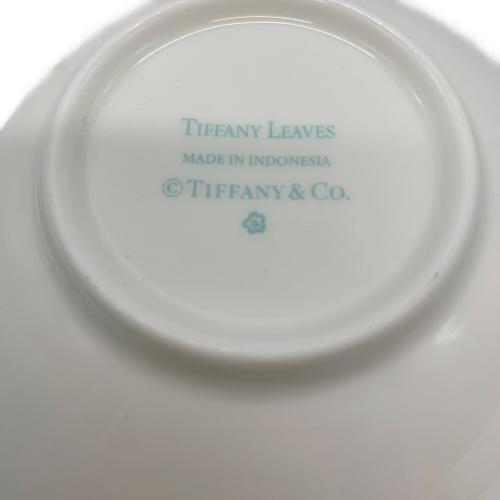 TIFFANY LEAVES
MADE IN INDONESIA
© TIFFANY & CO.